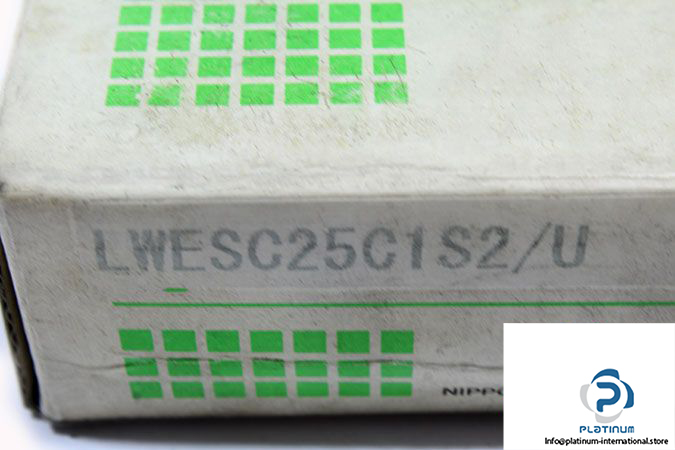 LWESC25C1S2/U
NIPPO
PLATINUM
Info@platinum-international.store